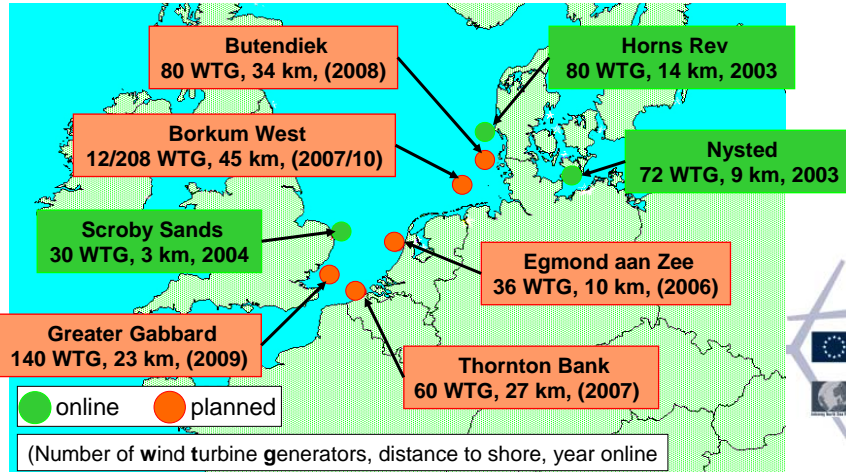 Butendiek
80 WTG, 34 km, (2008)
Horns Rev
80 WTG, 14 km, 2003
Borkum West
12/208 WTG, 45 km, (2007/10)
Nysted
72 WTG, 9 km, 2003
Scroby Sands
30 WTG, 3 km, 2004
Egmond aan Zee
36 WTG, 10 km, (2006)
Greater Gabbard
140 WTG, 23 km, (2009)
Thornton Bank
60 WTG, 27 km, (2007)
online
planned
(Number of wind turbine generators, distance to shore, year online